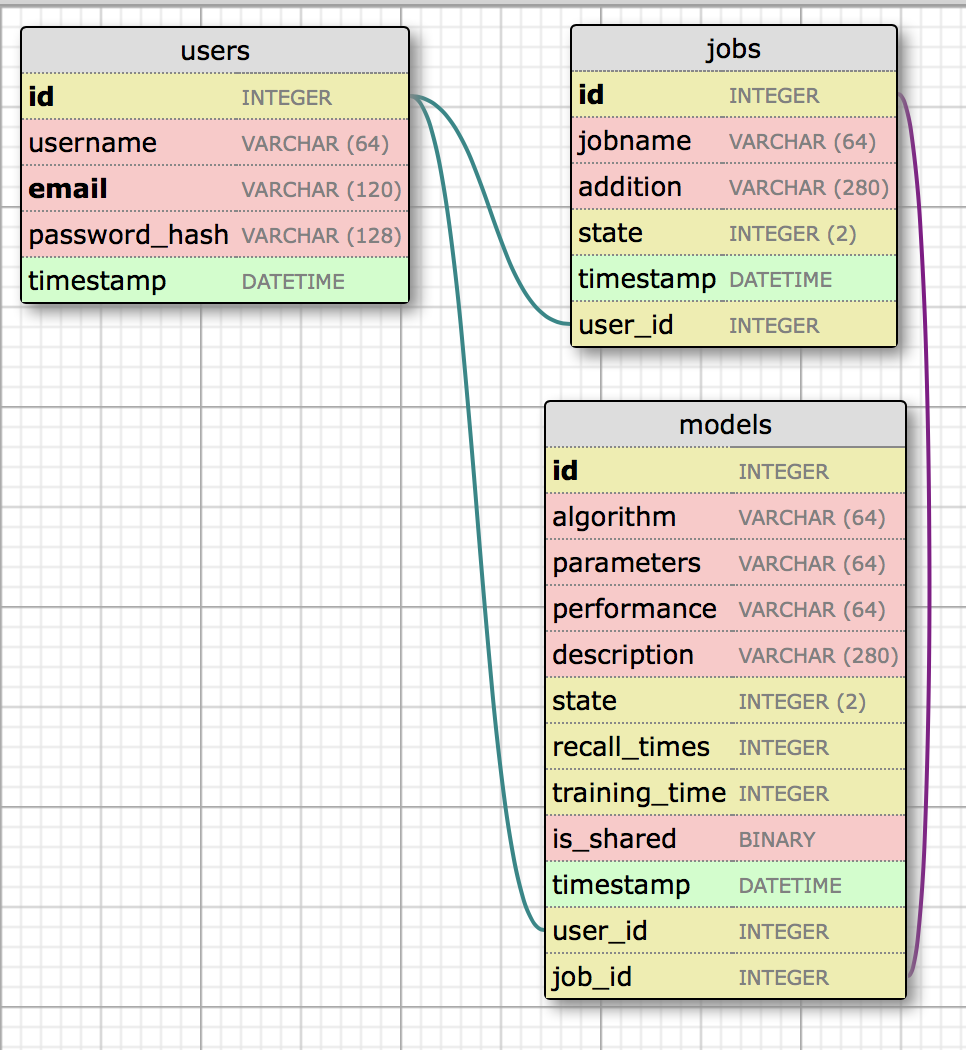 users
id INTEGER
username VARCHAR (64)
email VARCHAR (120)
password_hash VARCHAR (128)
timestamp DATETIME
jobs
id INTEGER
jobname VARCHAR (64)
addition VARCHAR (280)
state INTEGER (2)
timestamp DATETIME
user_id INTEGER
models
id INTEGER
algorithm VARCHAR (64)
parameters VARCHAR (64)
performance VARCHAR (64)
description VARCHAR (280)
state INTEGER (2)
recall_times INTEGER
training_time INTEGER
is_shared BINARY
timestamp DATETIME
user_id INTEGER
job_id INTEGER